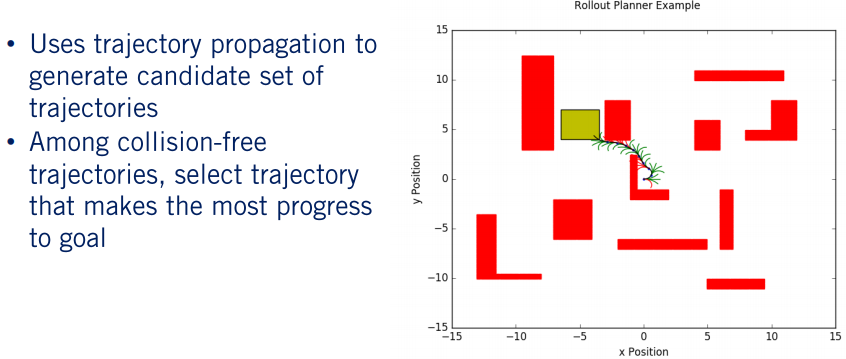 • Uses trajectory propagation to
generate candidate set of
trajectories
• Among collision-free
trajectories, select trajectory
that makes the most progress
to goal
Rollout Planner Example
15
10
5
0
−5
−10
−15
y Position
−15 −10 −5 0 5 10 15
x Position